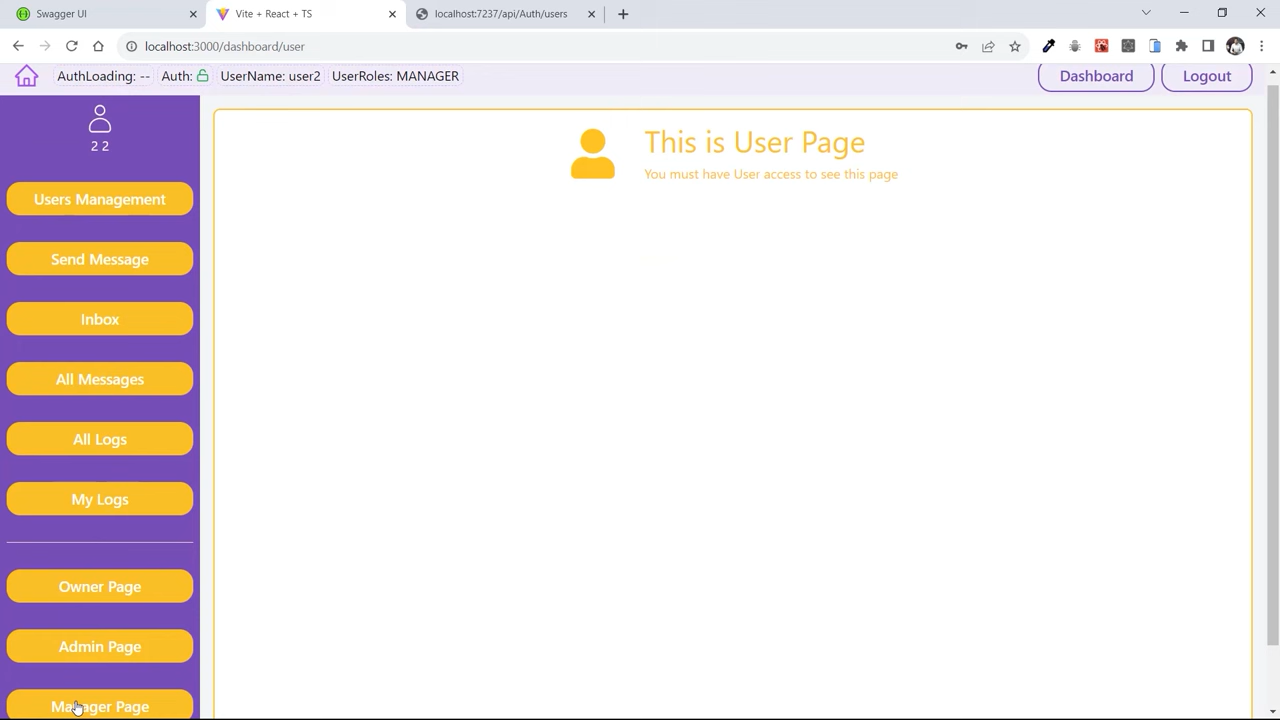 Swagger UI
Vite + React + TS
localhost:7237/api/Auth/users
localhost:3000/dashboard/user
AuthLoading: --
Auth:
UserName: user2
UserRoles: MANAGER
Dashboard
Logout
2 2
Users Management
Send Message
Inbox
All Messages
All Logs
My Logs
Owner Page
Admin Page
Manager Page
This is User Page
You must have User access to see this page